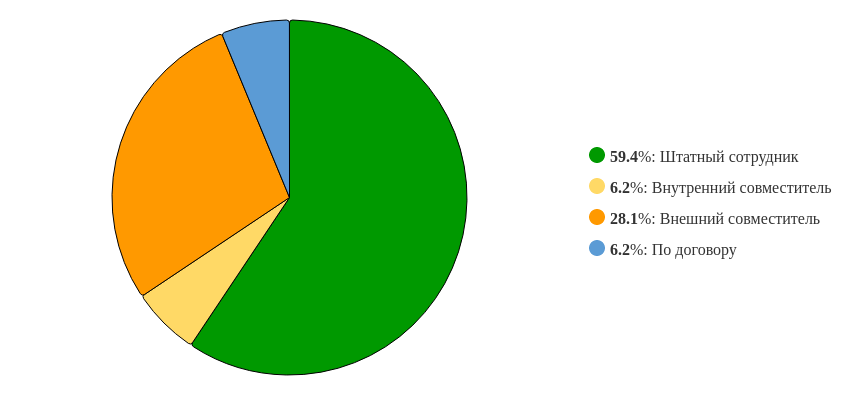 59.4%: Штатный сотрудник
6.2%: Внутренний совместитель
28.1%: Внешний совместитель
6.2%: По договору